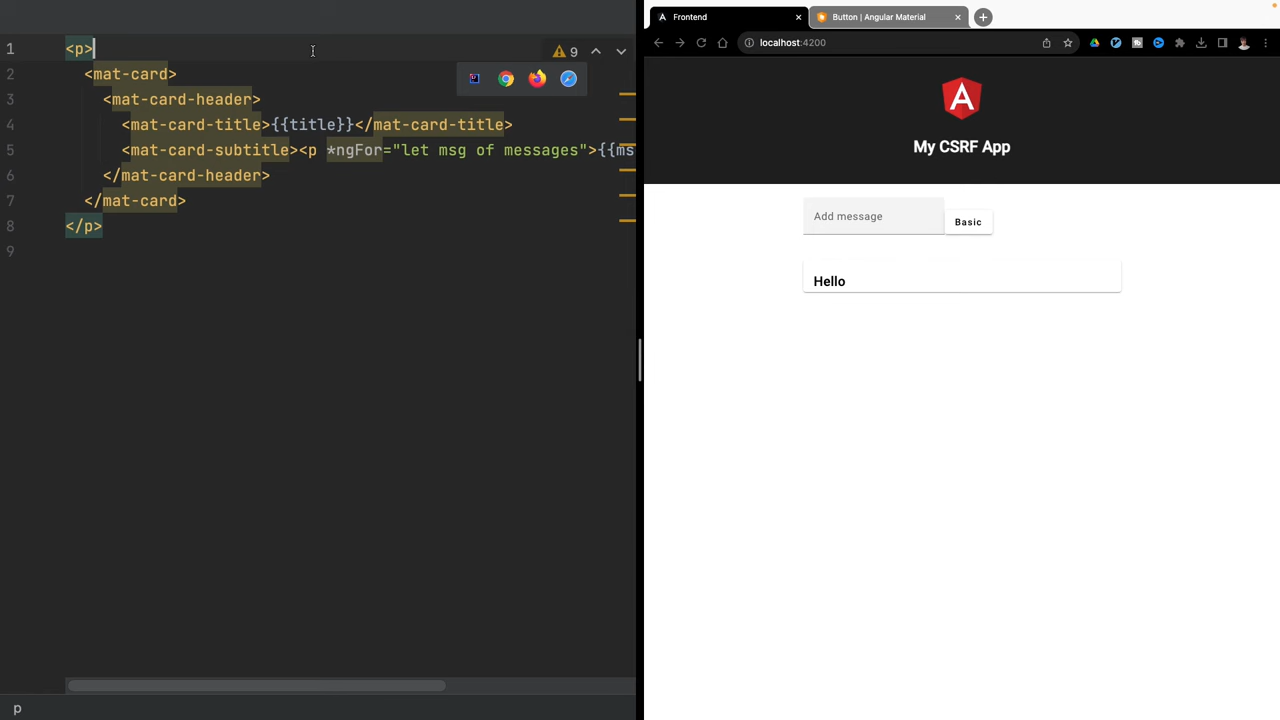 1 <p>
2 <mat-card>
3 <mat-card-header>
4 <mat-card-title>{{title}}</mat-card-title>
5 <mat-card-subtitle><p *ngFor="let msg of messages">{{ms
6 </mat-card-header>
7 </mat-card>
8 </p>
9
9
p
Frontend
Button | Angular Material
localhost:4200
My CSRF App
Add message
Basic
Hello